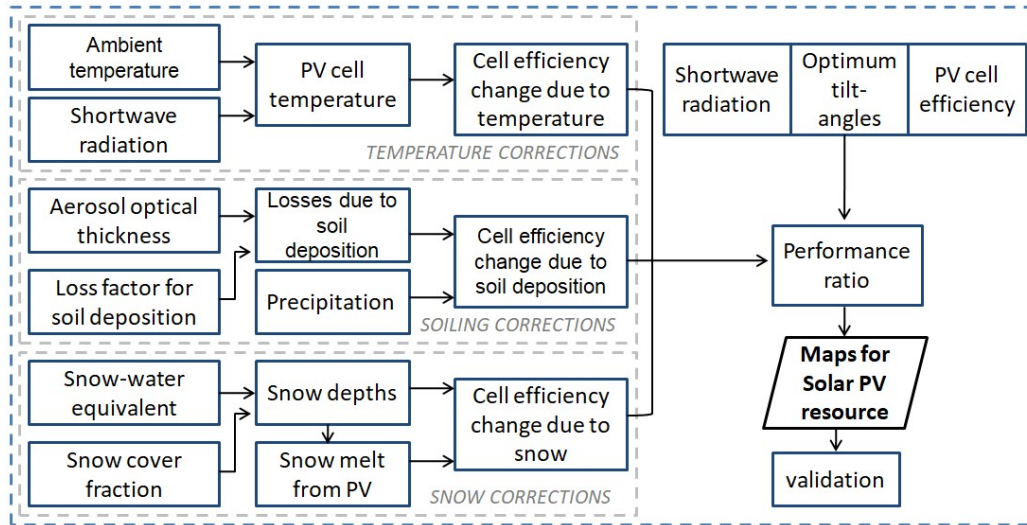 Ambient
temperature
Shortwave
radiation
PV cell
temperature
Cell efficiency
change due to
temperature
TEMPERATURE CORRECTIONS
Aerosol optical
thickness
Loss factor for
soil deposition
Losses due to
soil
deposition
Precipitation
Cell efficiency
change due to
soil deposition
SOILING CORRECTIONS
Snow-water
equivalent
Snow cover
fraction
Snow depths
Snow melt
from PV
Cell efficiency
change due to
snow
SNOW CORRECTIONS
Shortwave
radiation
Optimum
tilt-
angles
PV cell
efficiency
Performance
ratio
Maps for
Solar PV
resource
validation